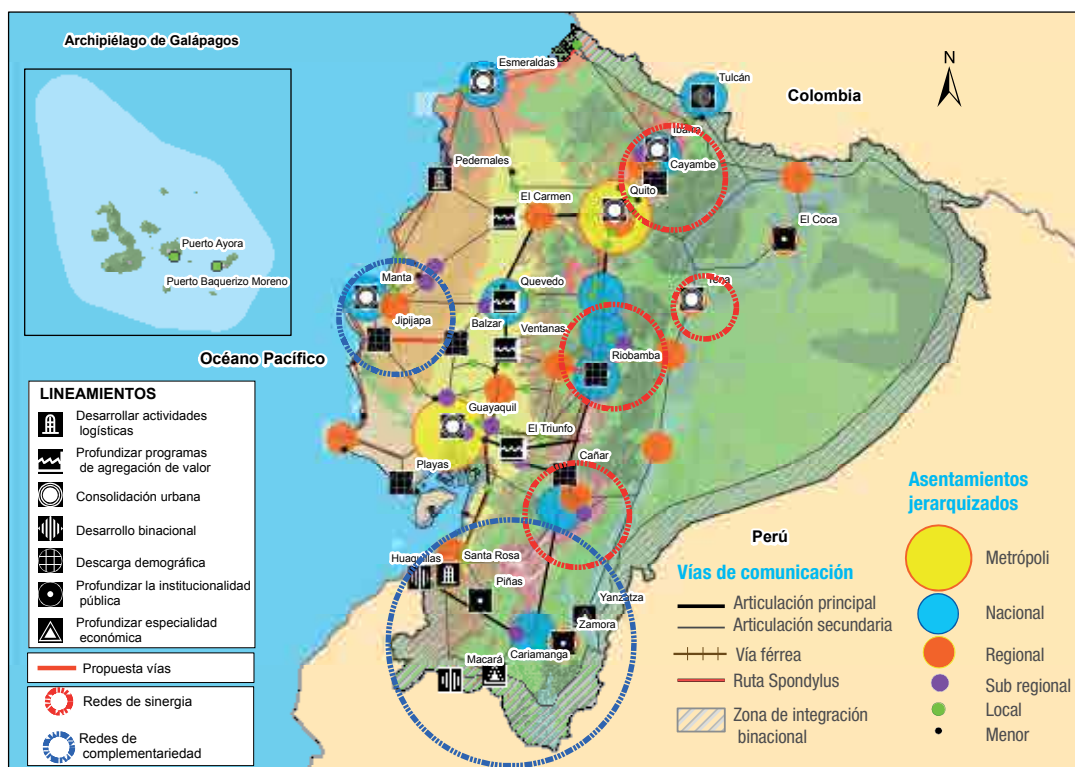 Archipiélago de Galápagos
Puerto Ayora
Puerto Baquerizo Moreno
Océano Pacífico
Colombia
Perú
N
Esmeraldas
Tulcán
Ibarra
Cayambe
Pedernales
El Carmen
Quito
El Coca
Manta
Quevedo
Tena
Jipijapa
Balzar
Ventanas
Riobamba
Guayaquil
El Triunfo
Playas
Cañar
Huaquillas
Santa Rosa
Piñas
Yanzatza
Zamora
Macará
Cariamanga
LINEAMIENTOS
Desarrollar actividades
logísticas
Profundizar programas
de agregación de valor
Consolidación urbana
Desarrollo binacional
Descarga demográfica
Profundizar la institucionalidad
pública
Profundizar especialidad
económica
Propuesta vías
Redes de sinergia
Redes de
complementariedad
Vías de comunicación
Articulación principal
Articulación secundaria
Vía férrea
Ruta Spondylus
Zona de integración
binacional
Asentamientos
jerarquizados
Metrópoli
Nacional
Regional
Sub regional
Local
Menor